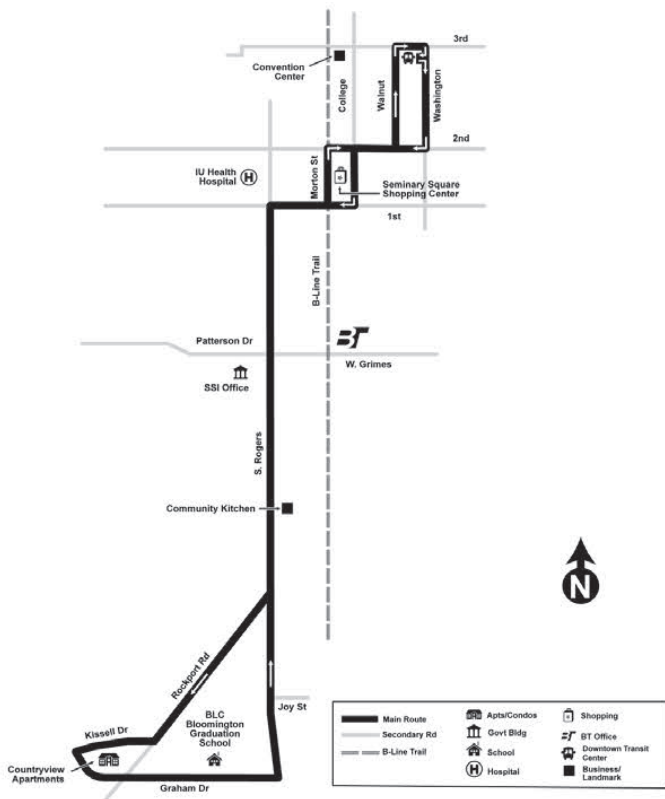 3rd
Convention
Center
College
Walnut
Washington
2nd
IU Health
Hospital
H
Morton St
Seminary Square
Shopping Center
1st
B-Line Trail
Patterson Dr
BT
W. Grimes
SSI Office
S. Rogers
Community Kitchen
N
Rockport Rd
BLC
Bloomington
Graduation
School
Joy St
Kissell Dr
Countryview
Apartments
Graham Dr
Main Route
Secondary Rd
B-Line Trail
Apts/Condos
Govt Bldg
School
H Hospital
Shopping
BT BT Office
Downtown Transit
Center
Business/
Landmark